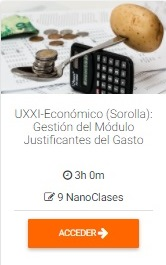 UXXI-Económico (Sorolla):
Gestión del Módulo
Justificantes del Gasto
3h 0m
9 NanoClases
ACCEDER